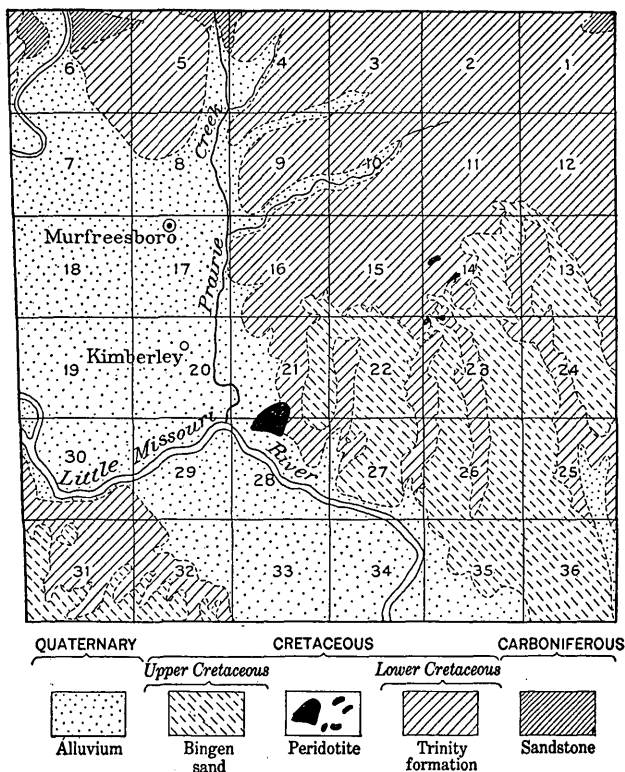 6 5 4 3 2 1
7 8 9 10 11 12
Creek
Murfreesboro
18 17 16 15 14 13
Prairie
Kimberley
19 20 21 22 23 24
30 29 28 27 26 25
Little Missouri River
31 32 33 34 35 36
QUATERNARY CRETACEOUS CARBONIFEROUS
Upper Cretaceous Lower Cretaceous
Alluvium Bingen sand Peridotite Trinity formation Sandstone